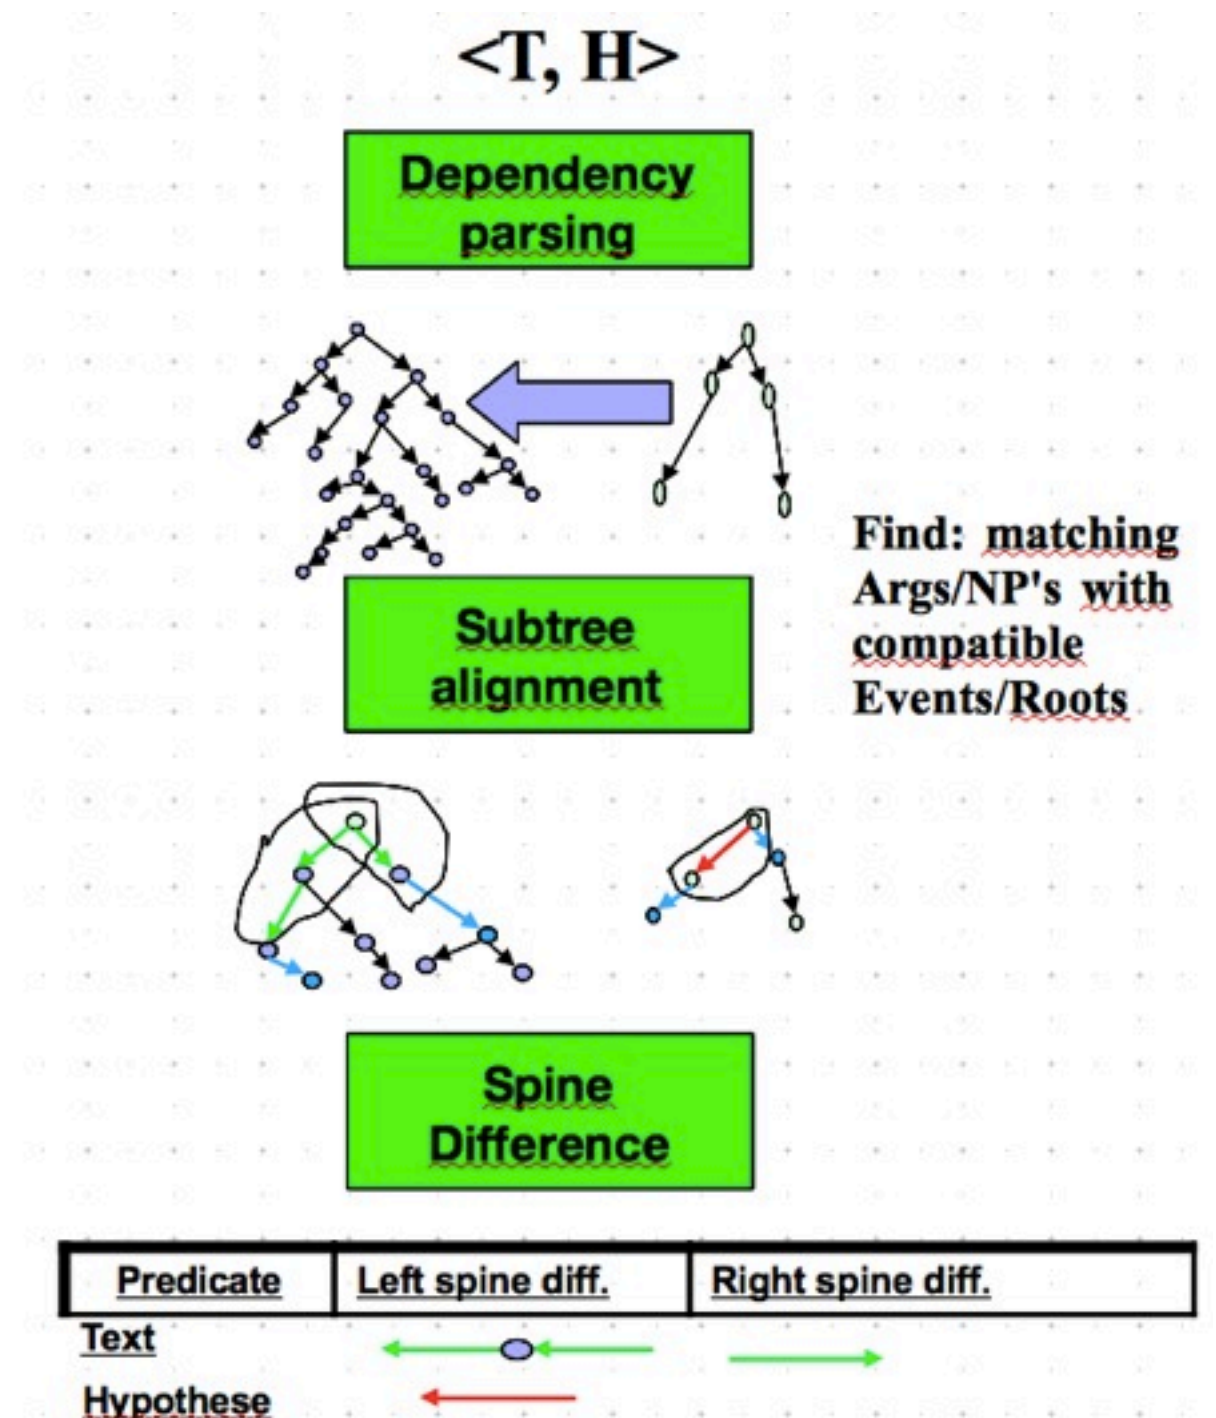 <T, H>
Dependency
parsing
Find: matching
Args/NP's with
compatible
Events/Roots
Subtree
alignment
Spine
Difference
Predicate Left spine diff. Right spine diff.
Text
Hypothese